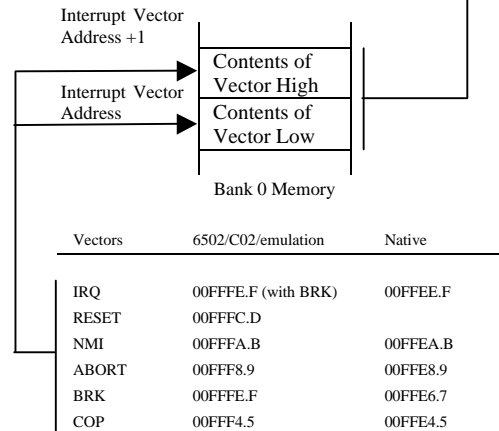 Interrupt Vector
Address +1
Contents of
Vector High
Interrupt Vector
Address
Contents of
Vector Low
Bank 0 Memory
Vectors 6502/C02/emulation Native
IRQ 00FFFE.F (with BRK) 00FFEE.F
RESET 00FFFC.D
NMI 00FFFA.B 00FFEA.B
ABORT 00FFF8.9 00FFE8.9
BRK 00FFFE.F 00FFE6.7
COP 00FFF4.5 00FFE4.5